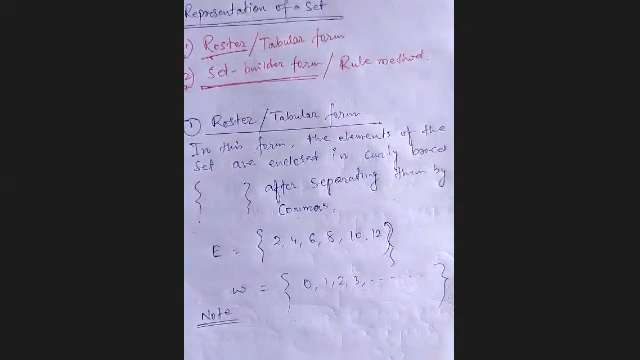 Representation of a Set
1) Roster/Tabular form
2) Set-builder form/Rule method.
1) Roster/Tabular form
In this form, the elements of the
set are enclosed in curly braces
{ } after separating them by
Commas.
E = { 2, 4, 6, 8, 10, 12 }
W = { 0, 1, 2, 3, ------- }
Note